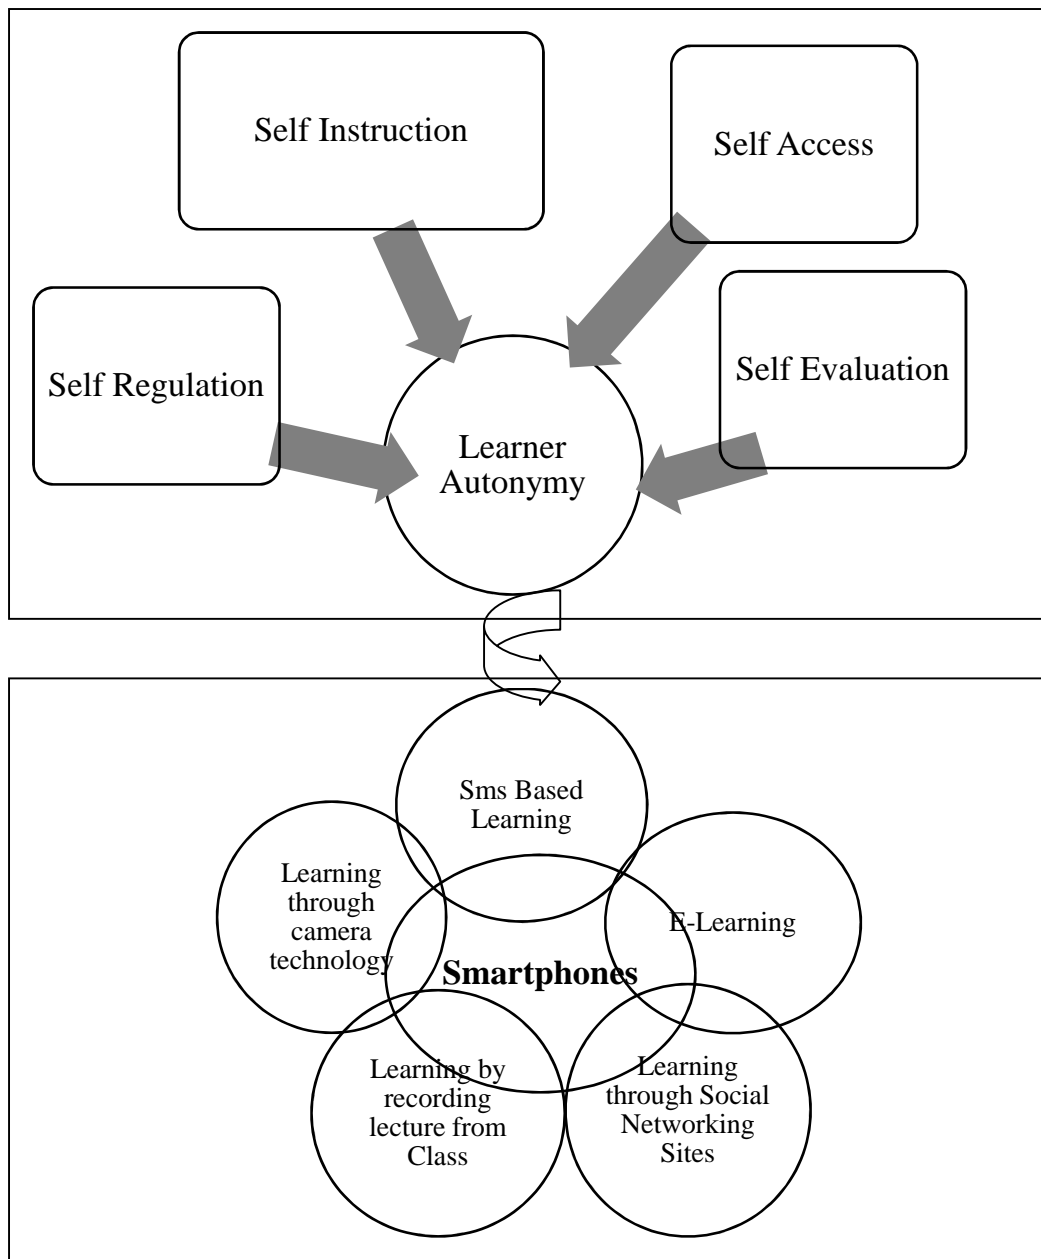 Self Instruction
Self Access
Self Regulation
Self Evaluation
Learner
Autonymy
Sms Based
Learning
Learning
through
camera
technology
E-Learning
Smartphones
Learning by
recording
lecture from
Class
Learning
through Social
Networking
Sites